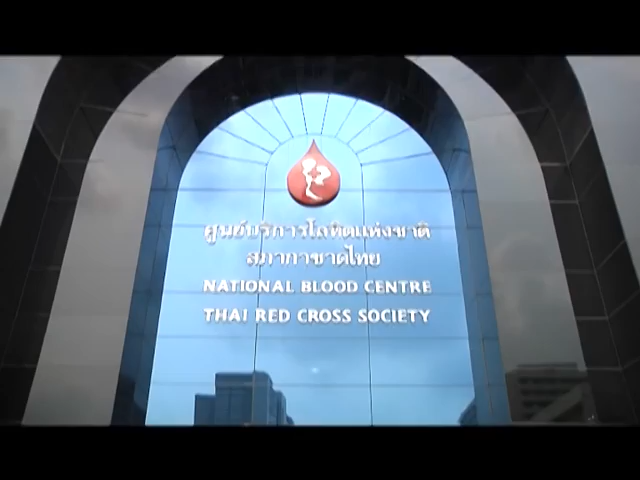 ศูนย์บริการโลหิตแห่งชาติ
สภากาชาดไทย
NATIONAL BLOOD CENTRE
THAI RED CROSS SOCIETY